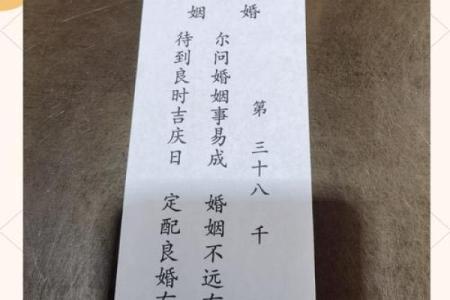 婚 姻
第 三十八 千
尔问婚姻事易成 婚姻不远
待到良时吉庆日 定配良婚